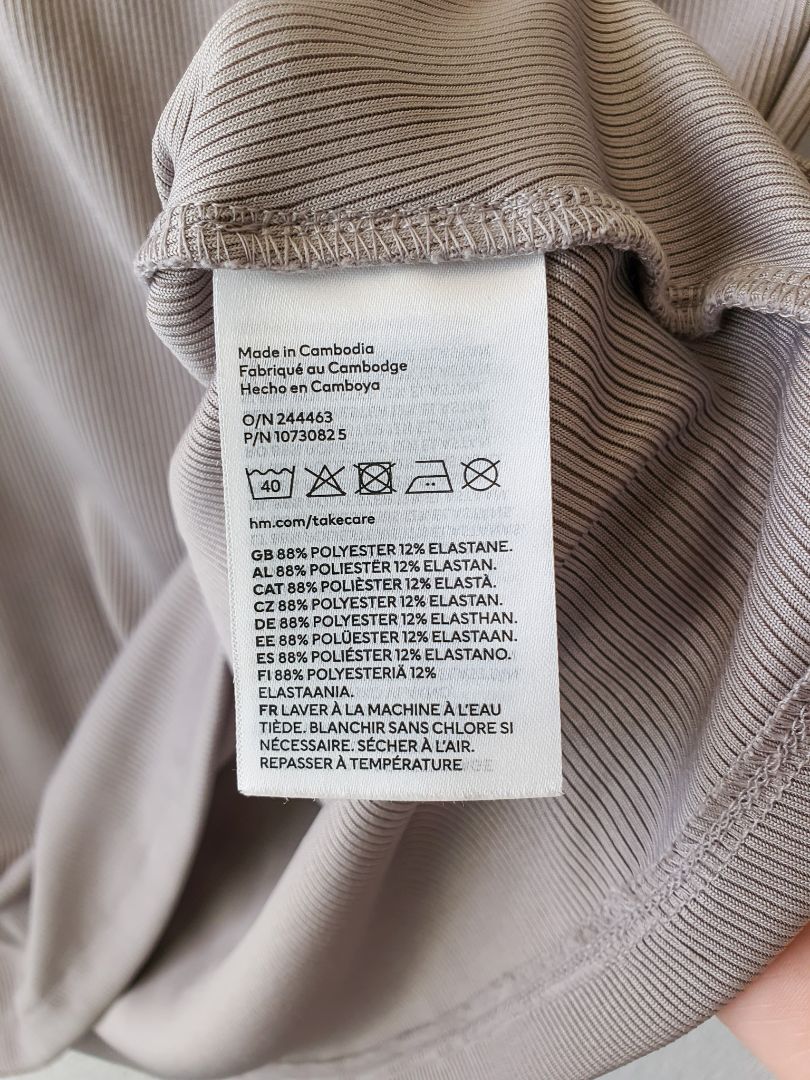 Made in Cambodia
Fabriqué au Cambodge
Hecho en Camboya
O/N 244463
P/N 1073082 5
40
hm.com/takecare
GB 88% POLYESTER 12% ELASTANE.
AL 88% POLIESTËR 12% ELASTAN.
CAT 88% POLIÈSTER 12% ELASTÀ.
CZ 88% POLYESTER 12% ELASTAN.
DE 88% POLYESTER 12% ELASTHAN.
EE 88% POLÜESTER 12% ELASTAAN.
ES 88% POLIÉSTER 12% ELASTANO.
FI 88% POLYESTERIÄ 12%
ELASTAANIA.
FR LAVER À LA MACHINE À L'EAU
TIÈDE. BLANCHIR SANS CHLORE SI
NÉCESSAIRE. SÉCHER À L'AIR.
REPASSER À TEMPÉRATURE